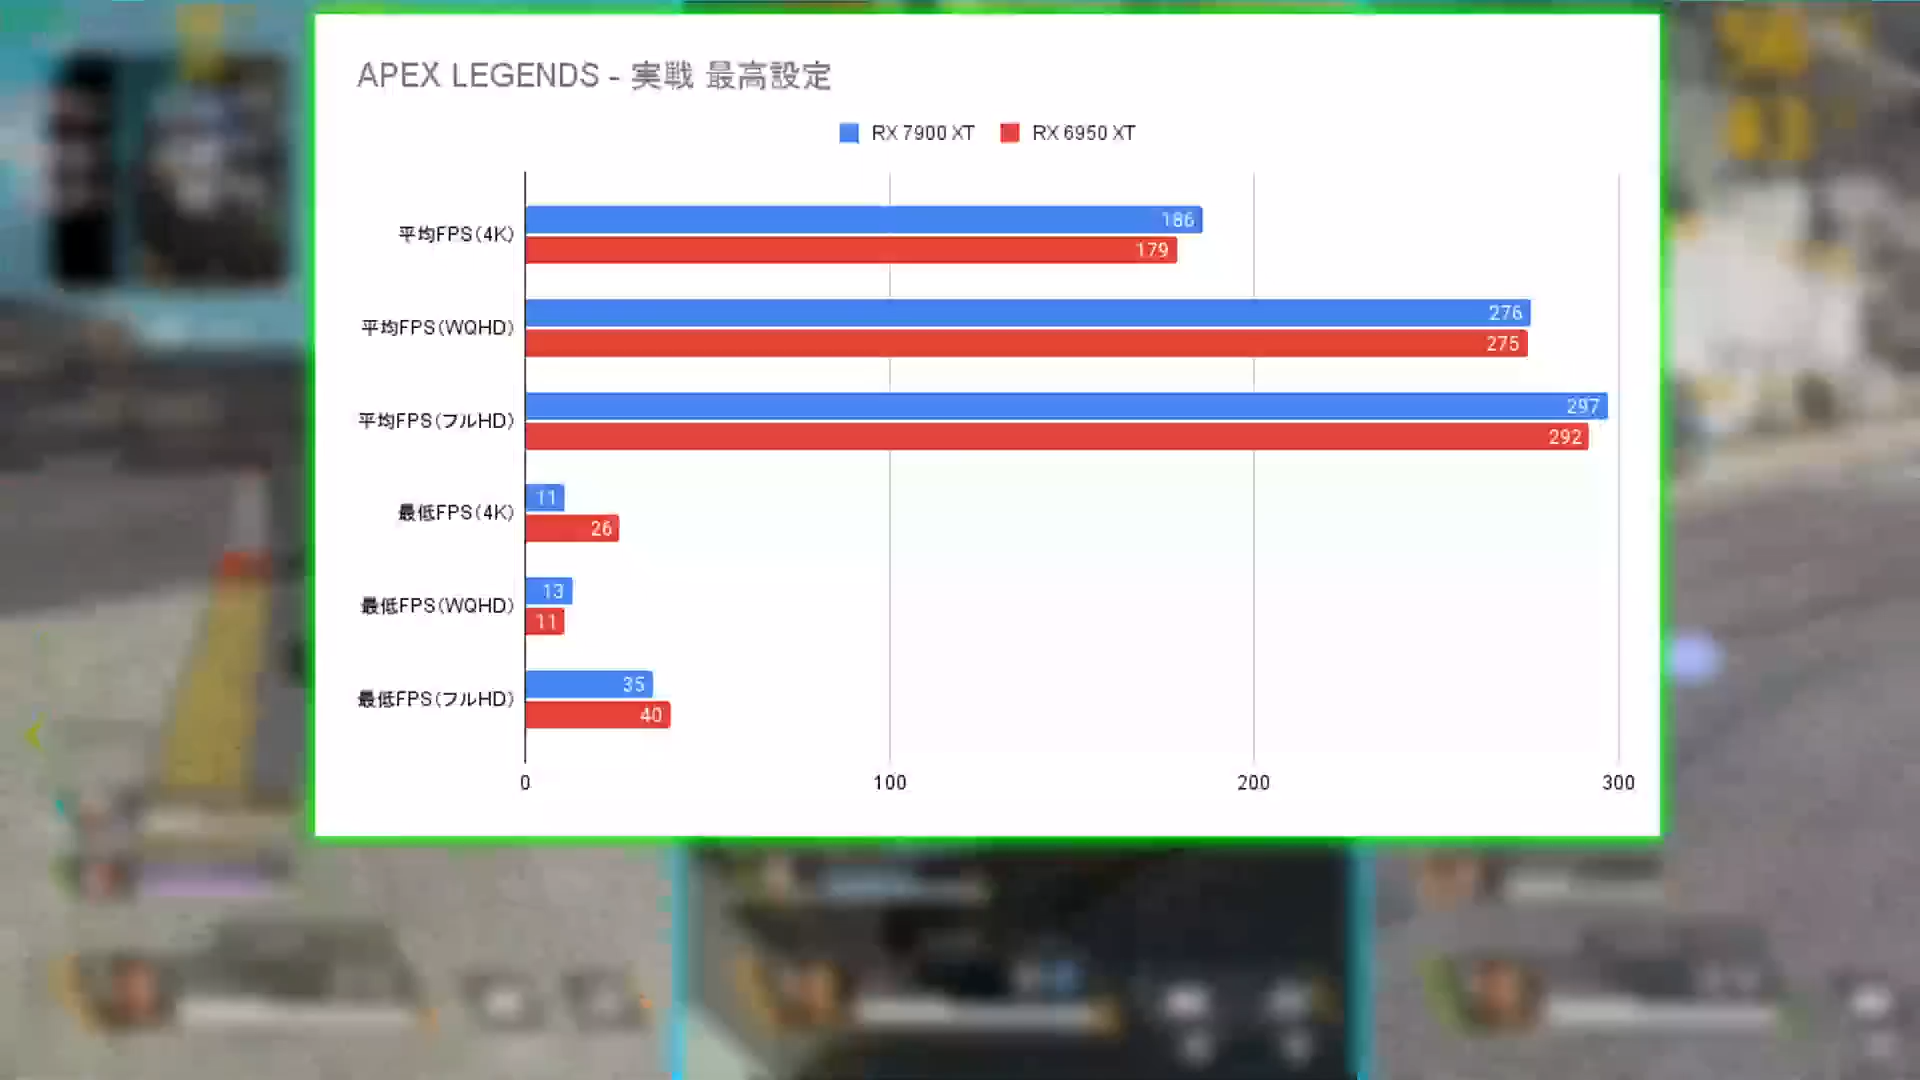 APEX LEGENDS - 実戦 最高設定
RX 7900 XT RX 6950 XT
平均FPS(4K) 186 179
平均FPS(WQHD) 276 275
平均FPS(フルHD) 297 292
最低FPS(4K) 11 26
最低FPS(WQHD) 13 11
最低FPS(フルHD) 35 40
0 100 200 300